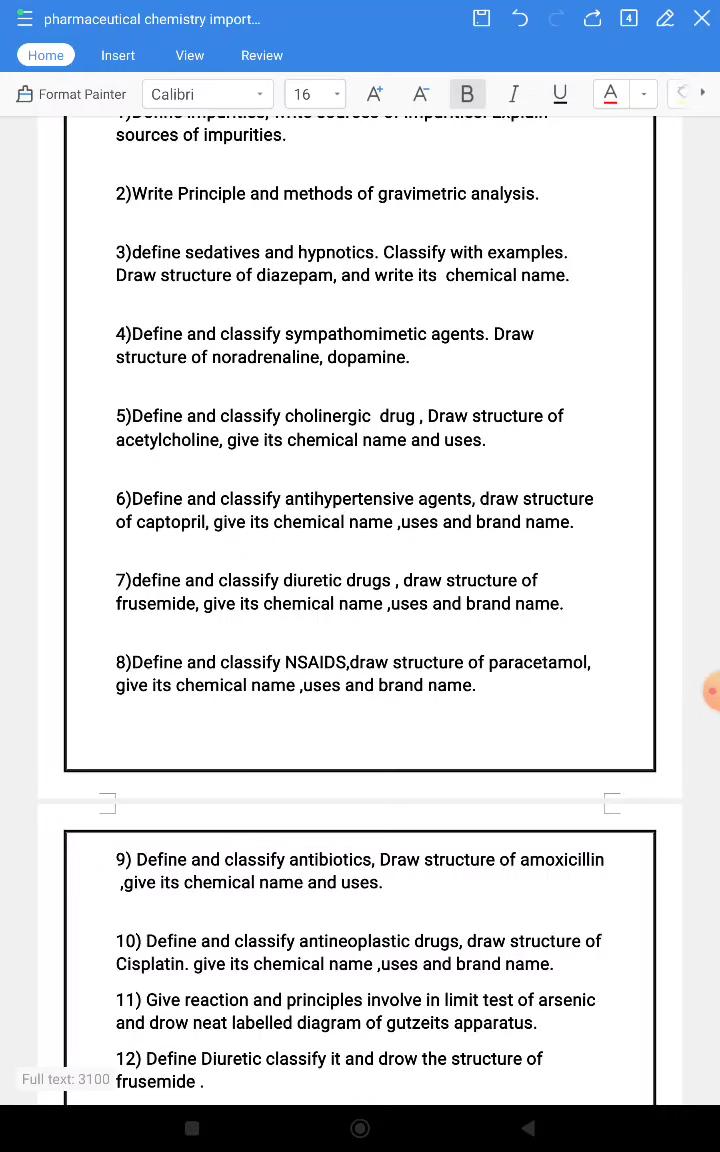 pharmaceutical chemistry import...
4
Home Insert View Review
Format Painter Calibri 16 A+ A- B I U A
sources of impurities.
2)Write Principle and methods of gravimetric analysis.
3)define sedatives and hypnotics. Classify with examples.
Draw structure of diazepam, and write its chemical name.
4)Define and classify sympathomimetic agents. Draw
structure of noradrenaline, dopamine.
5)Define and classify cholinergic drug , Draw structure of
acetylcholine, give its chemical name and uses.
6)Define and classify antihypertensive agents, draw structure
of captopril, give its chemical name ,uses and brand name.
7)define and classify diuretic drugs , draw structure of
frusemide, give its chemical name ,uses and brand name.
8)Define and classify NSAIDS,draw structure of paracetamol,
give its chemical name ,uses and brand name.
9) Define and classify antibiotics, Draw structure of amoxicillin
,give its chemical name and uses.
10) Define and classify antineoplastic drugs, draw structure of
Cisplatin. give its chemical name ,uses and brand name.
11) Give reaction and principles involve in limit test of arsenic
and drow neat labelled diagram of gutzeits apparatus.
12) Define Diuretic classify it and drow the structure of
frusemide .
Full text: 3100